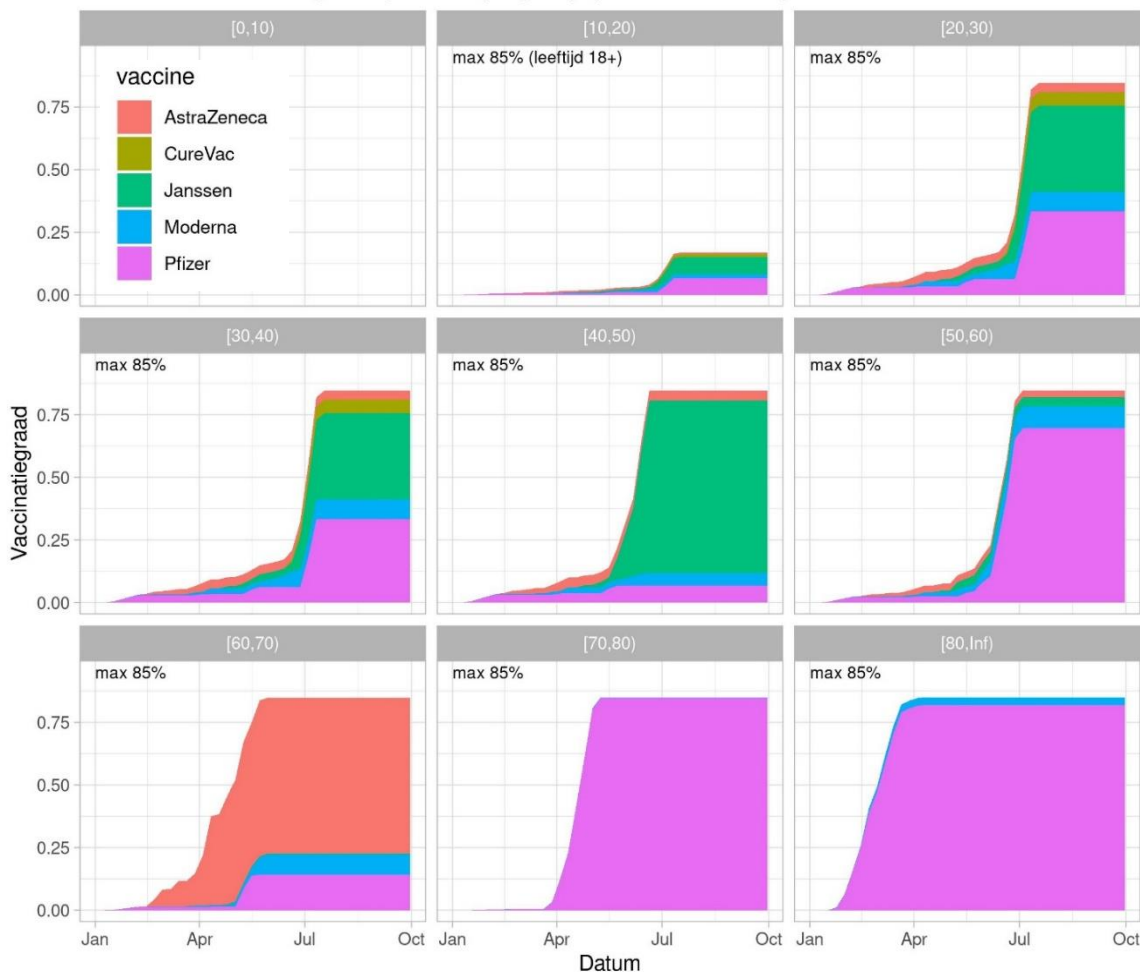 [0,10)
[10,20)
[20,30)
vaccine
AstraZeneca
CureVac
Janssen
Moderna
Pfizer
max 85% (leeftijd 18+)
max 85%
0.75
0.50
0.25
0.00
[30,40)
[40,50)
[50,60)
max 85%
max 85%
max 85%
0.75
0.50
0.25
0.00
Vaccinatiegraad
[60,70)
[70,80)
[80,Inf)
max 85%
max 85%
max 85%
0.75
0.50
0.25
0.00
Jan Apr Jul Oct
Jan Apr Jul Oct
Jan Apr Jul Oct
Datum